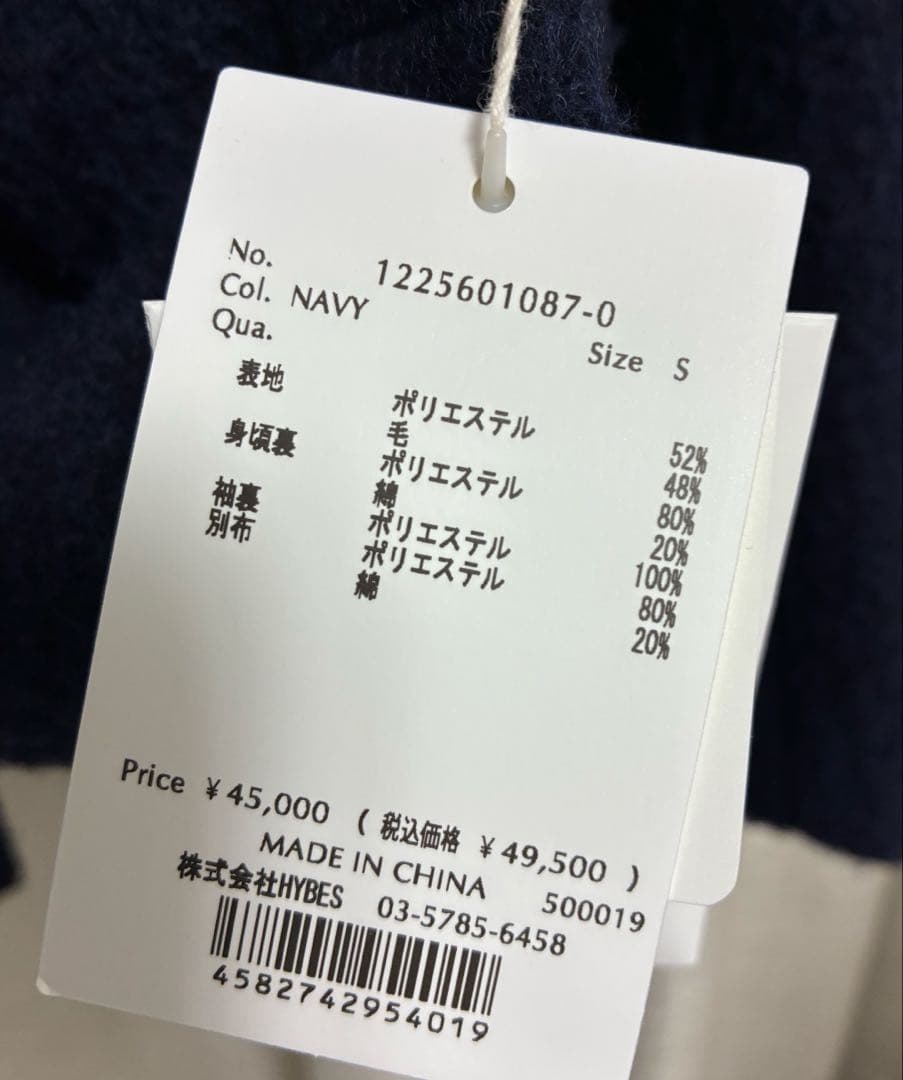 No. 1225601087-0
Col. NAVY Size S
Qua.
表地 ポリエステル 52%
毛 48%
身頃裏 ポリエステル 80%
綿 20%
袖裏 ポリエステル 100%
別布 ポリエステル 80%
綿 20%
Price ¥45,000 (税込価格 ¥49,500)
MADE IN CHINA 500019
株式会社HYBES 03-5785-6458
4582742954019